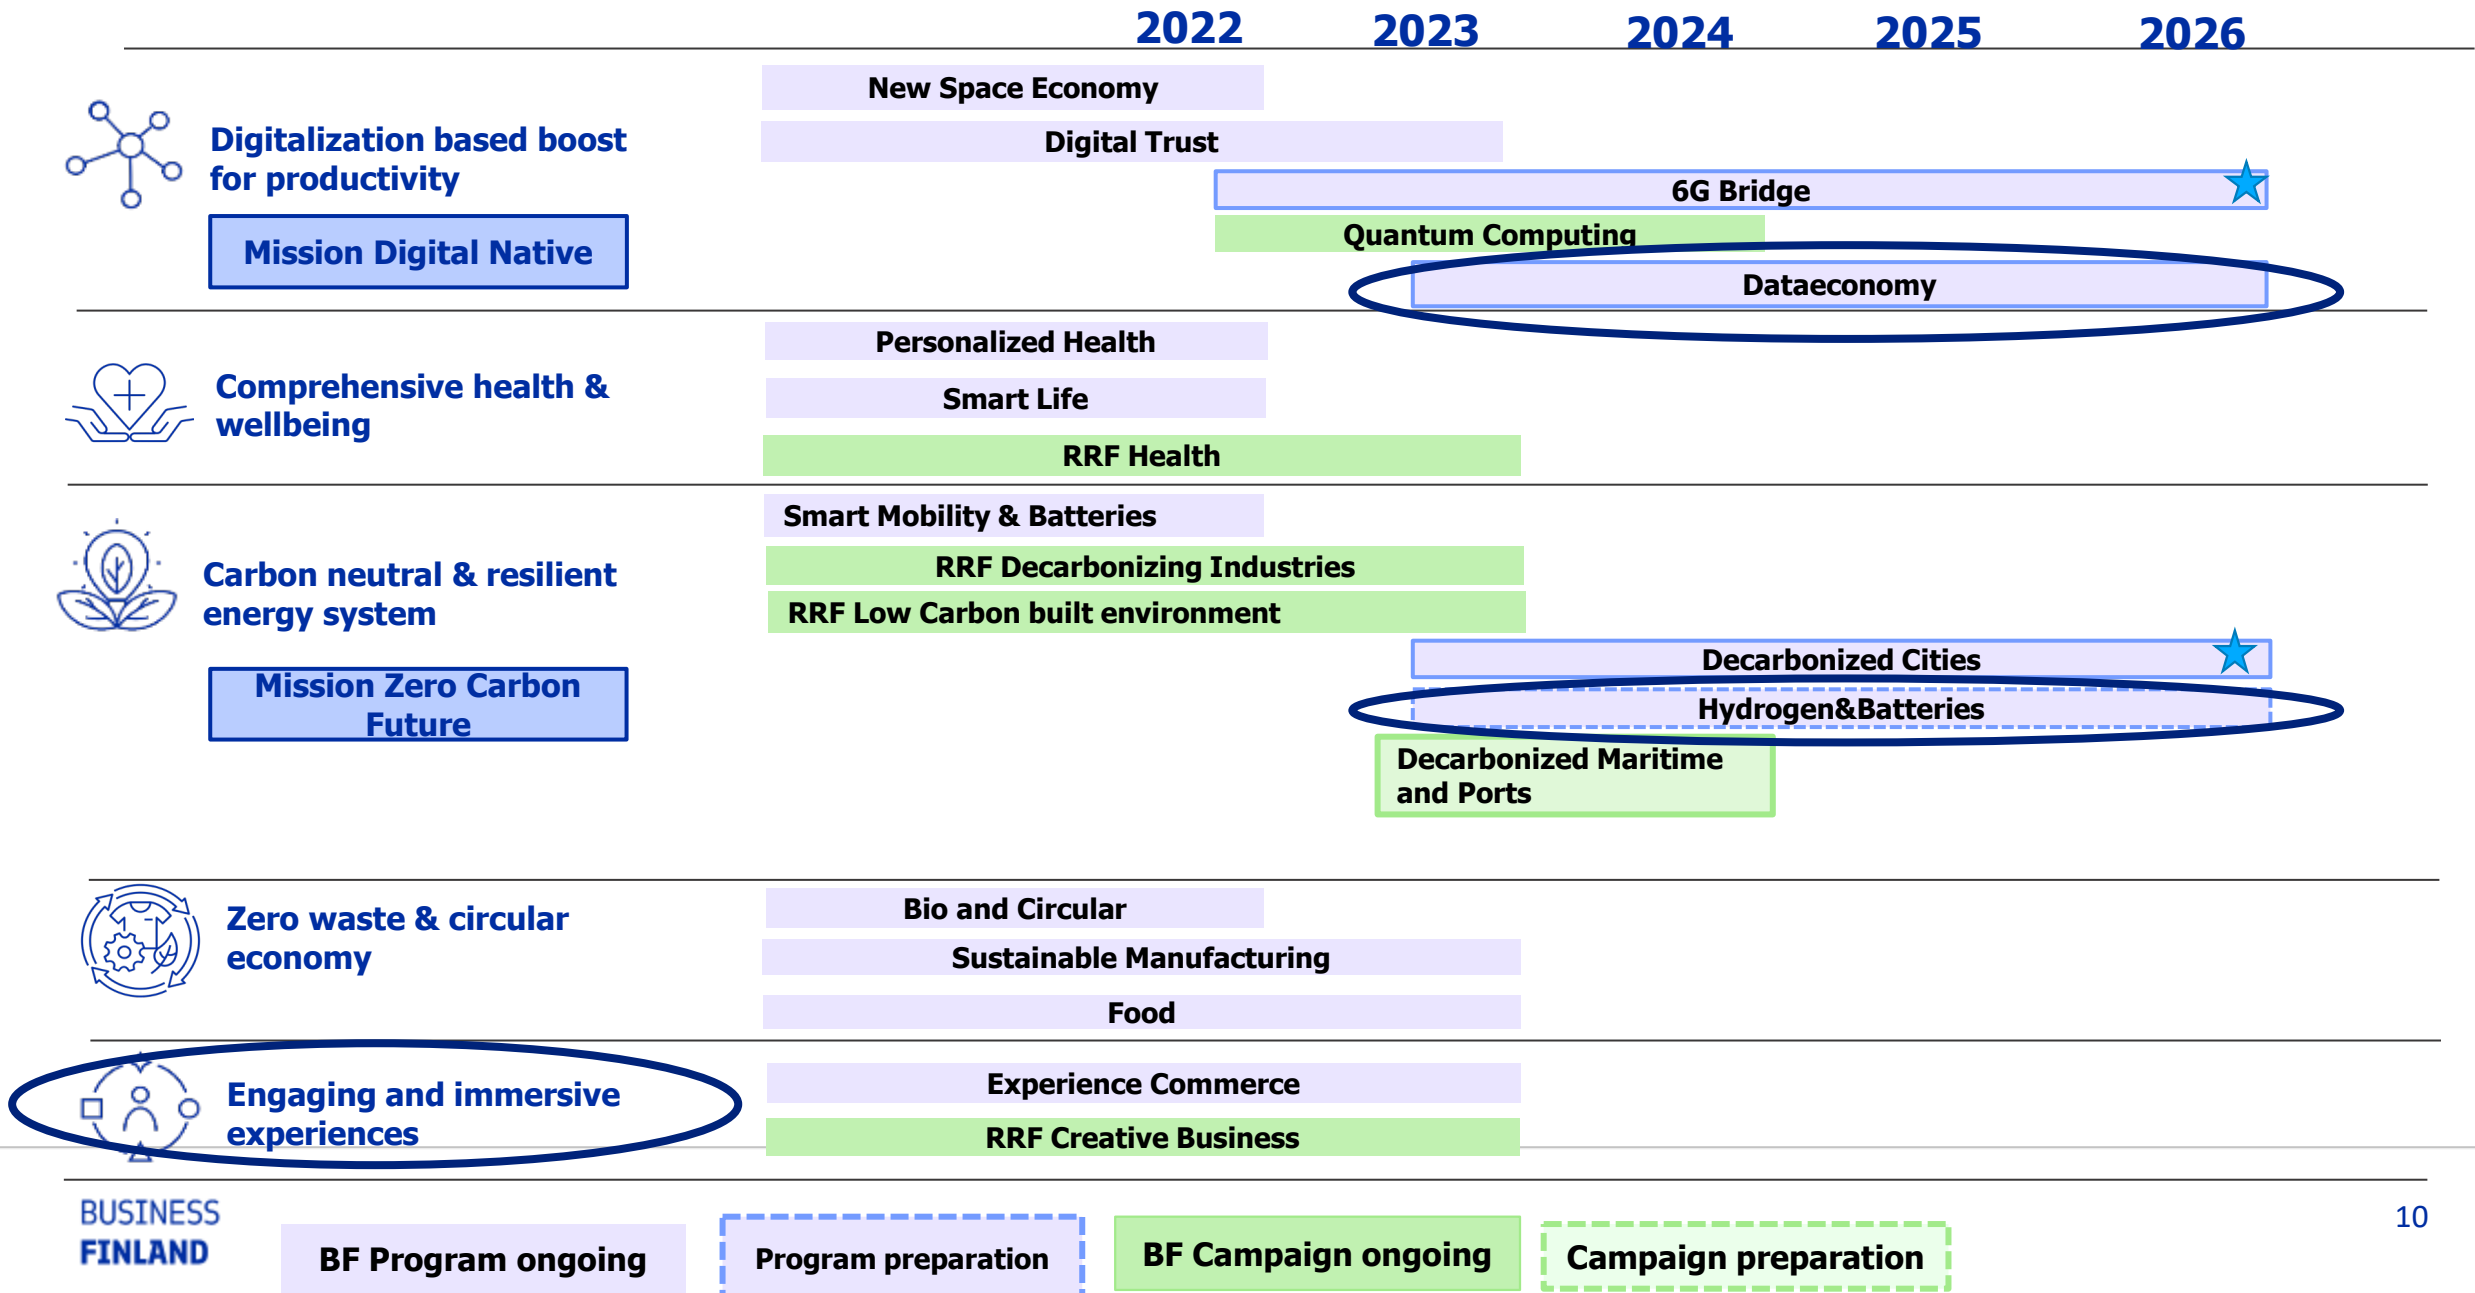 2022 2023 2024 2025 2026
Digitalization based boost
for productivity
Mission Digital Native
New Space Economy
Digital Trust
6G Bridge
Quantum Computing
Dataeconomy
Comprehensive health &
wellbeing
Personalized Health
Smart Life
RRF Health
Carbon neutral & resilient
energy system
Mission Zero Carbon
Future
Smart Mobility & Batteries
RRF Decarbonizing Industries
RRF Low Carbon built environment
Decarbonized Cities
Hydrogen&Batteries
Decarbonized Maritime
and Ports
Zero waste & circular
economy
Bio and Circular
Sustainable Manufacturing
Food
Engaging and immersive
experiences
Experience Commerce
RRF Creative Business
BUSINESS
FINLAND
BF Program ongoing
Program preparation
BF Campaign ongoing
Campaign preparation
10